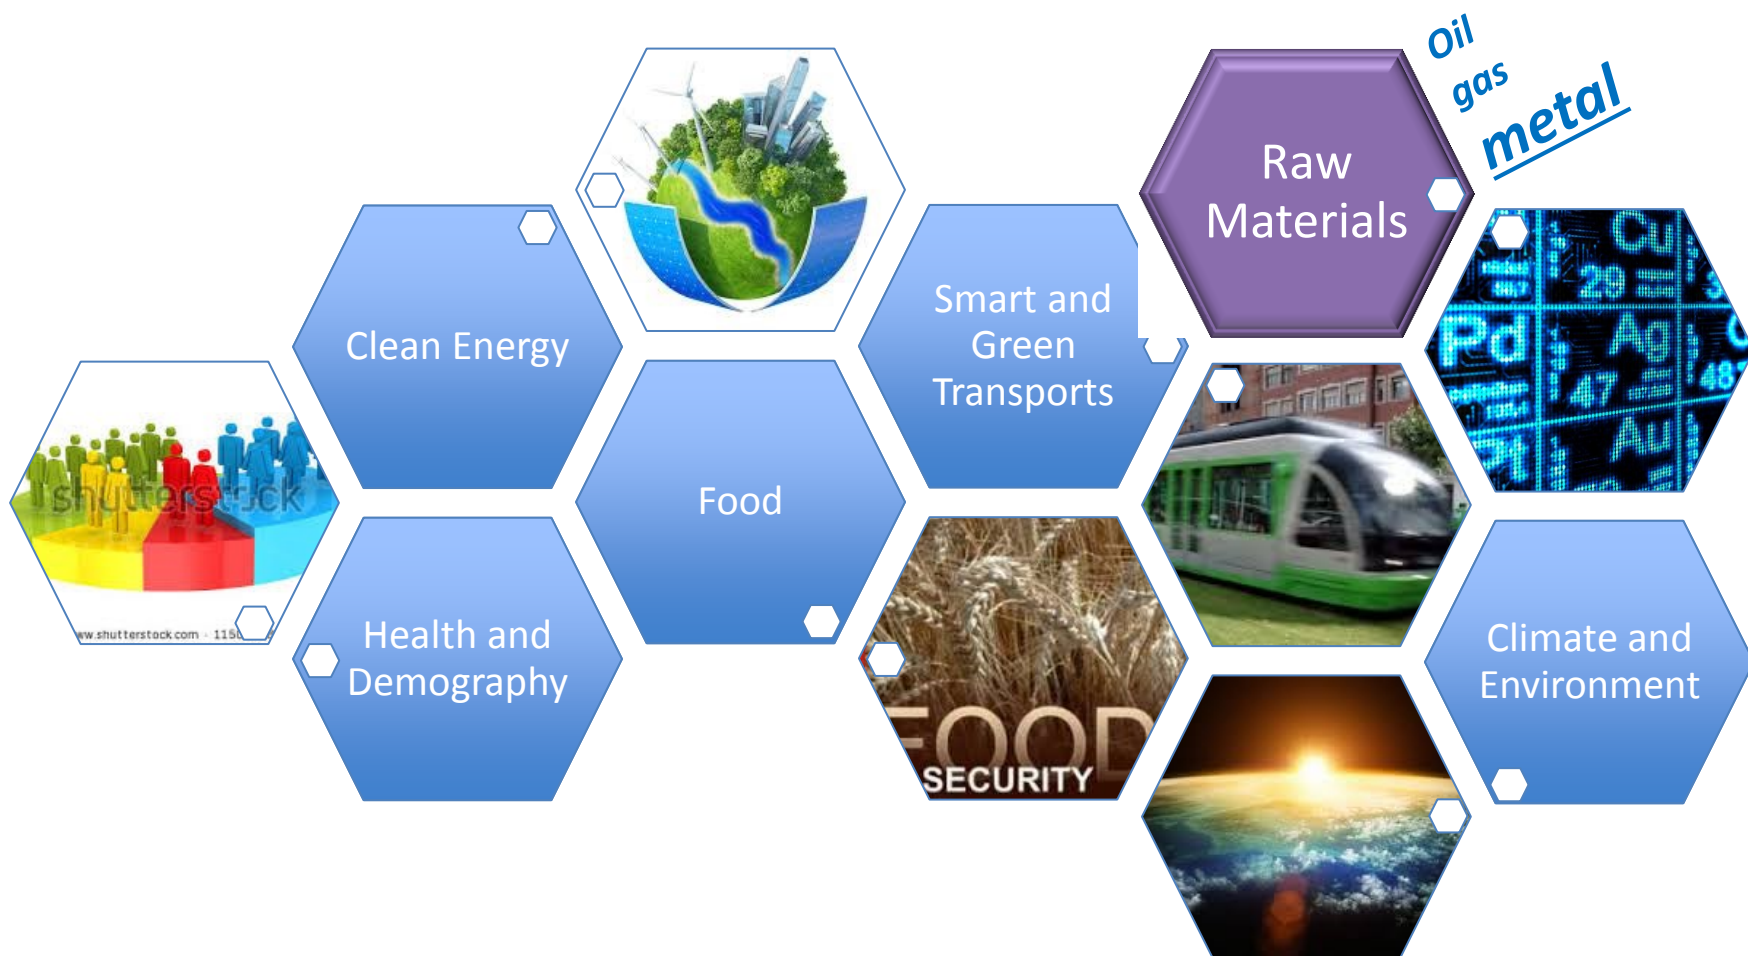 Oil
gas
metal
Raw
Materials
Clean Energy
Smart and
Green
Transports
Food
Health and
Demography
Climate and
Environment
shutterstock
www.shutterstock.com · 115
FOOD
SECURITY
Cu
29
Pd
Ag
47
48
Au
Pt